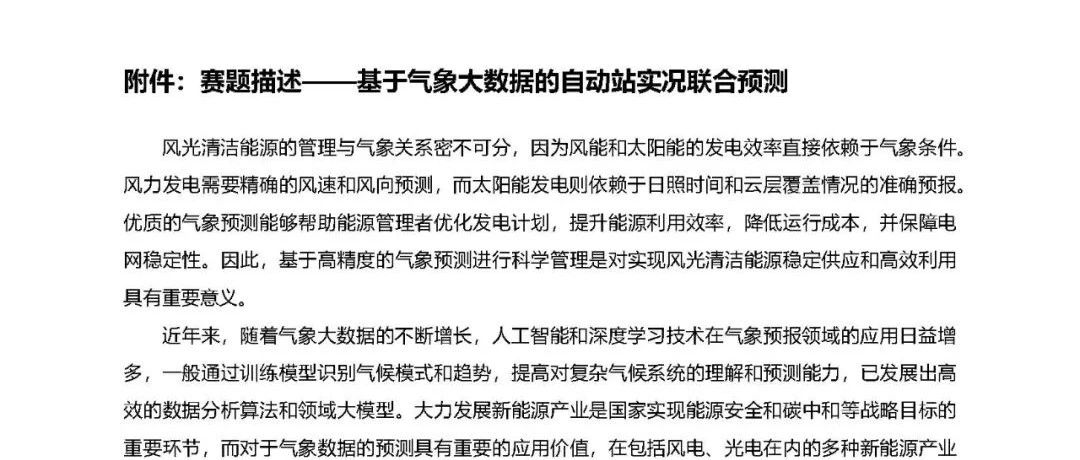 附件：赛题描述——基于气象大数据的自动站实况联合预测
风光清洁能源的管理与气象关系密不可分，因为风能和太阳能的发电效率直接依赖于气象条件。
风力发电需要精确的风速和风向预测，而太阳能发电则依赖于日照时间和云层覆盖情况的准确预报。
优质的气象预测能够帮助能源管理者优化发电计划，提升能源利用效率，降低运行成本，并保障电
网稳定性。因此，基于高精度的气象预测进行科学管理是对实现风光清洁能源稳定供应和高效利用
具有重要意义。
近年来，随着气象大数据的不断增长，人工智能和深度学习技术在气象预报领域的应用日益增
多，一般通过训练模型识别气候模式和趋势，提高对复杂气候系统的理解和预测能力，已发展出高
效的数据分析算法和领域大模型。大力发展新能源产业是国家实现能源安全和碳中和等战略目标的
重要环节，而对于气象数据的预测具有重要的应用价值，在包括风电、光电在内的多种新能源产业